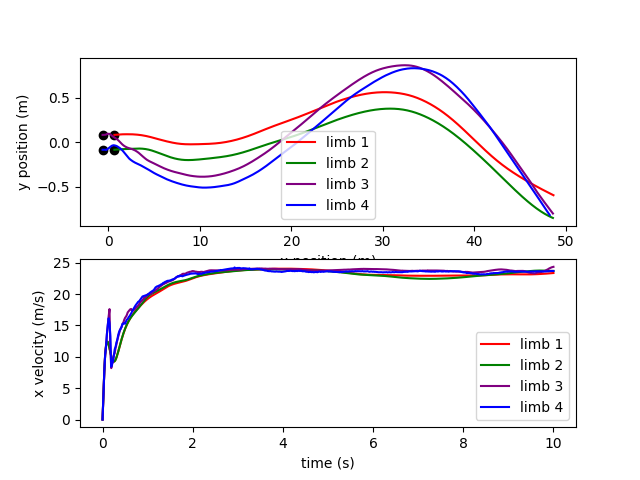 y position (m)
0.5
0.0
−0.5
limb 1
limb 2
limb 3
limb 4
0 10 20 30 40 50
x position (m)
x velocity (m/s)
25
20
15
10
5
0
limb 1
limb 2
limb 3
limb 4
0 2 4 6 8 10
time (s)